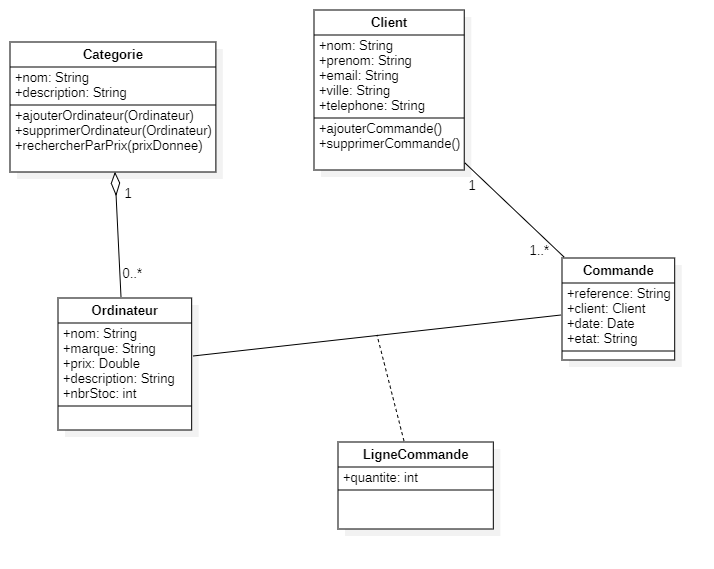 Categorie
+nom: String
+description: String
+ajouterOrdinateur(Ordinateur)
+supprimerOrdinateur(Ordinateur)
+rechercherParPrix(prixDonnee)
Client
+nom: String
+prenom: String
+email: String
+ville: String
+telephone: String
+ajouterCommande()
+supprimerCommande()
1
1
0..*
1..*
Commande
+reference: String
+client: Client
+date: Date
+etat: String
Ordinateur
+nom: String
+marque: String
+prix: Double
+description: String
+nbrStoc: int
LigneCommande
+quantite: int